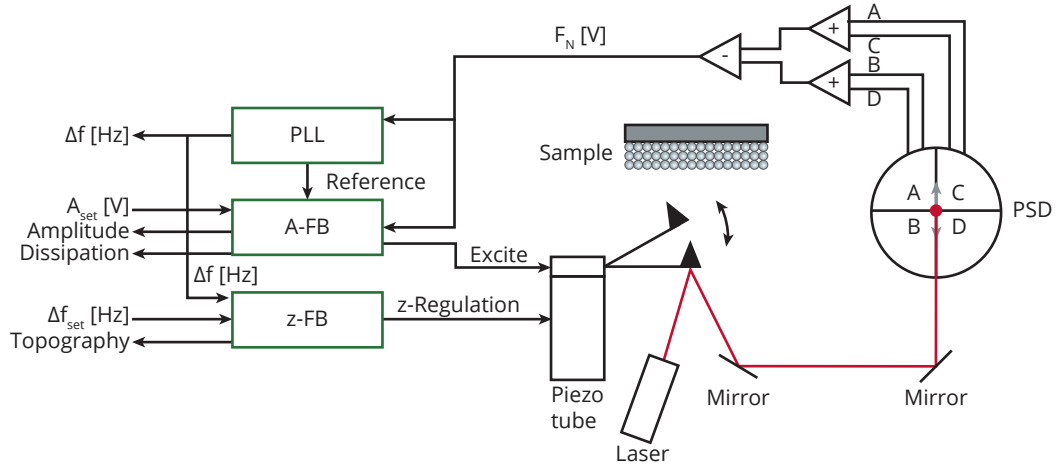 F_N [V]
A
+
C
-
B
+
D
Δf [Hz]
PLL
Sample
Reference
A_set [V]
A-FB
Amplitude
Dissipation
Excite
A C
B D
PSD
Δf [Hz]
z-Regulation
Δf_set [Hz]
z-FB
Topography
Piezo
tube
Mirror
Mirror
Laser